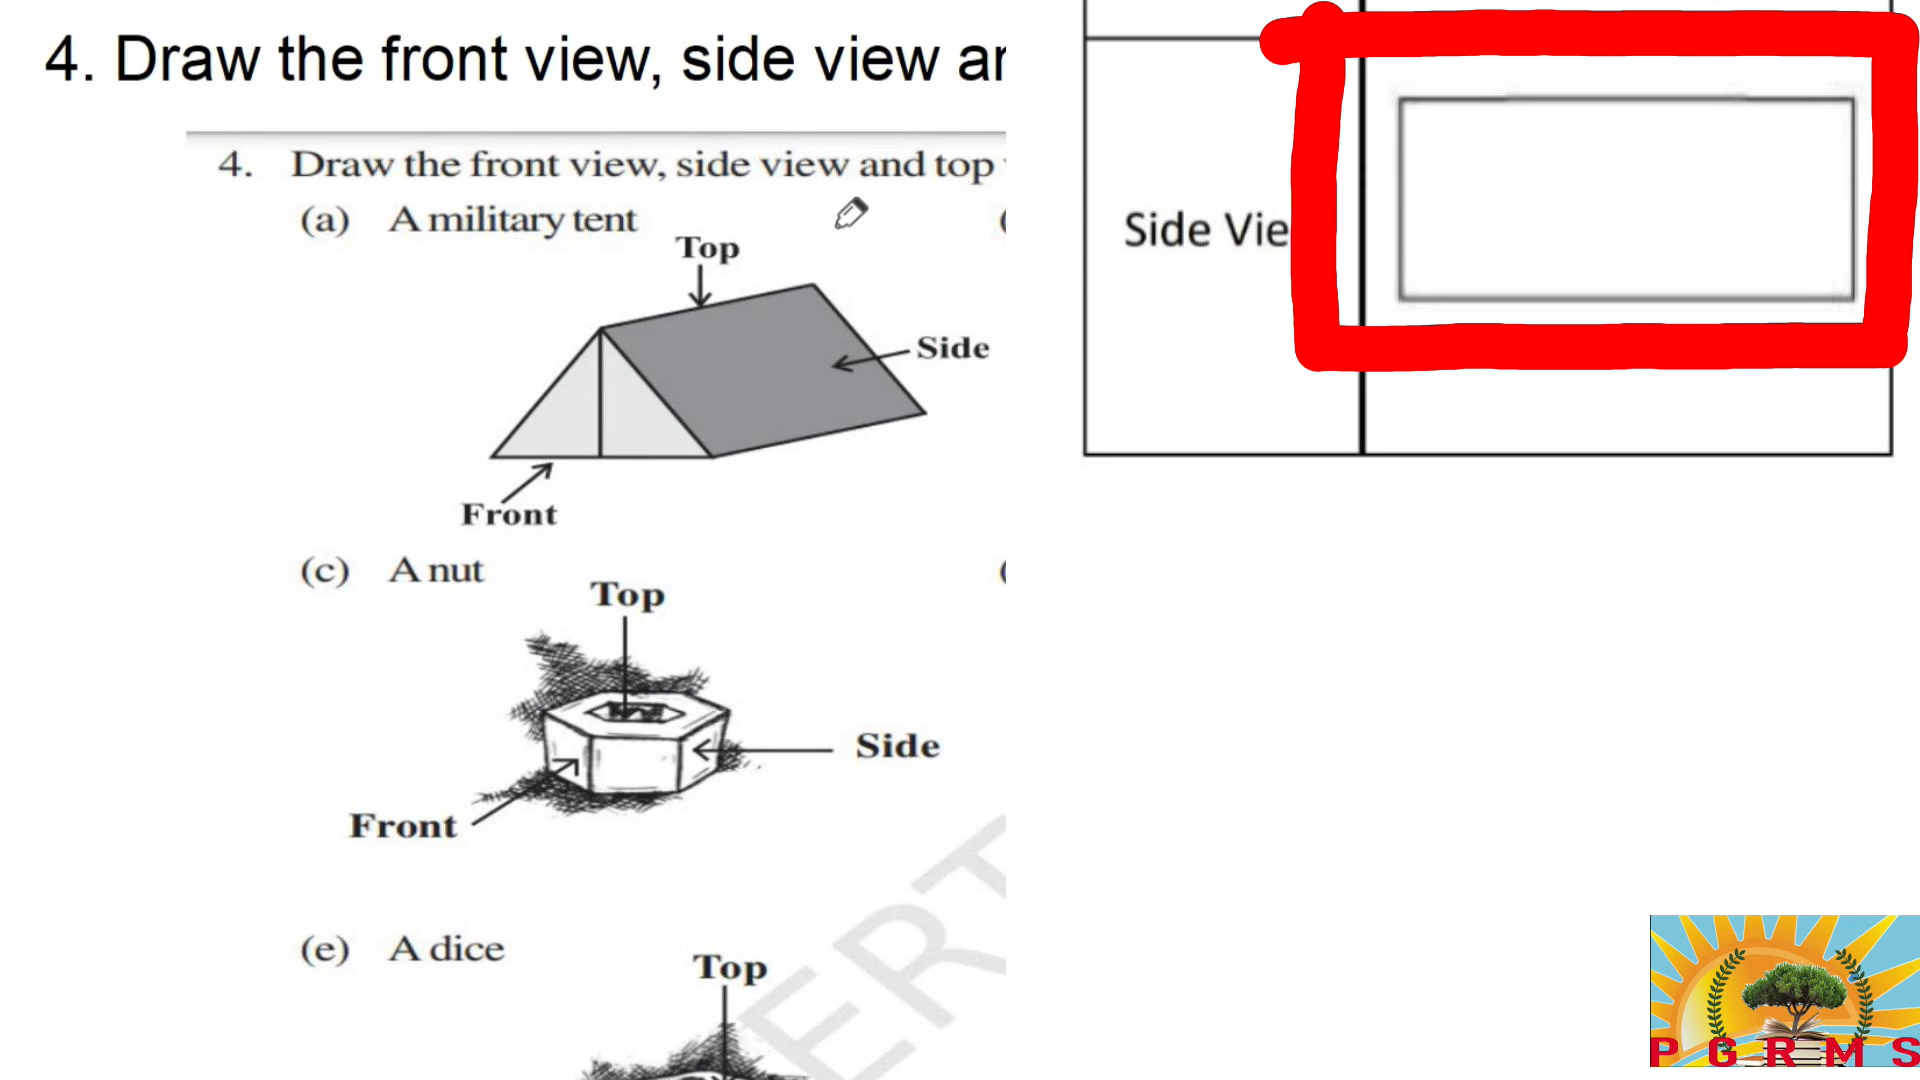 4. Draw the front view, side view ar
4. Draw the front view, side view and top
(a) A military tent
Top
Side
Front
(c) A nut
Top
Side
Front
(e) A dice
Top
ERT
Side Vie
P G R M S